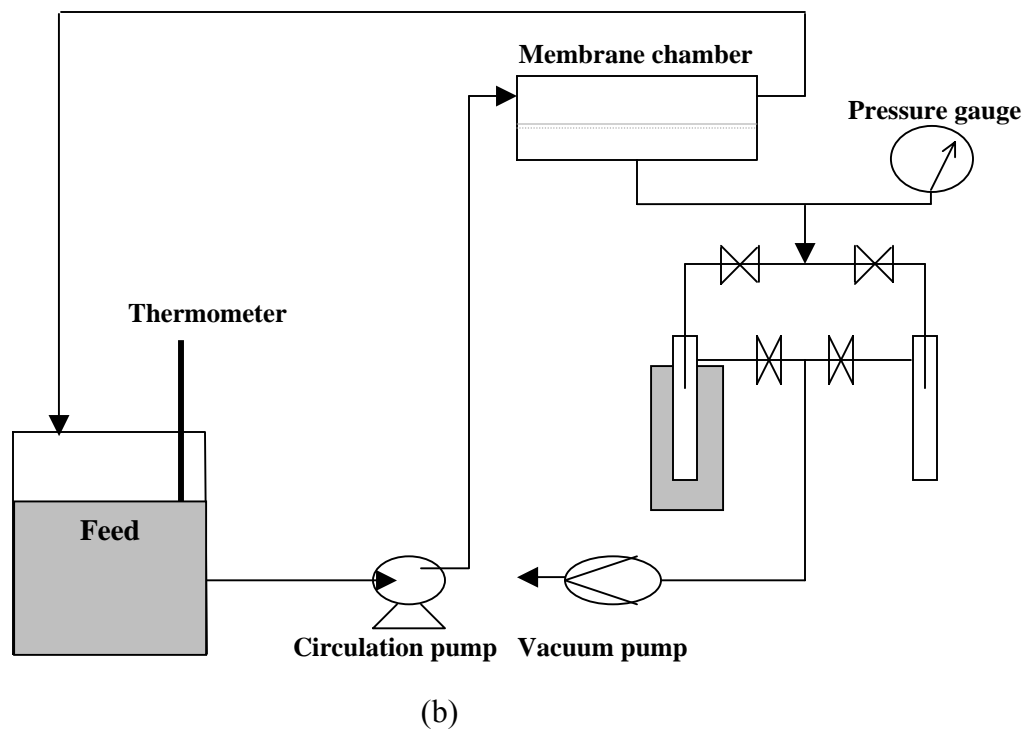 Membrane chamber
Pressure gauge
Thermometer
Feed
Circulation pump
Vacuum pump
(b)